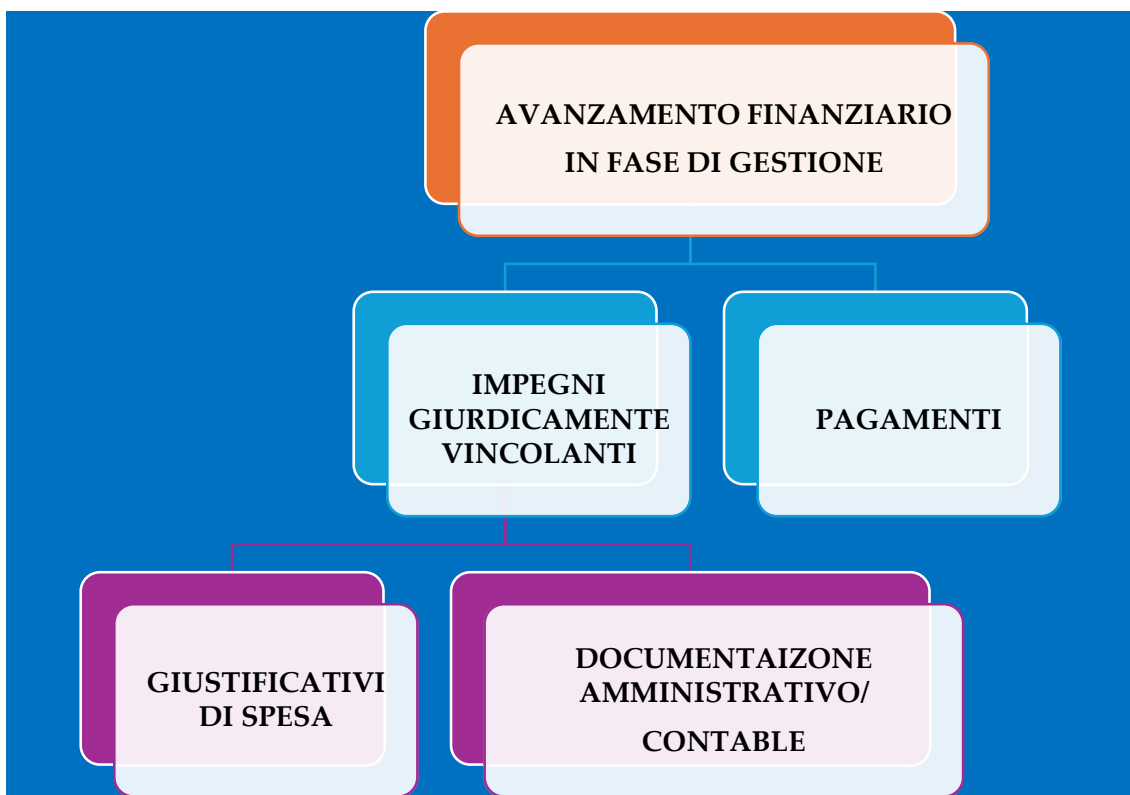 AVANZAMENTO FINANZIARIO
IN FASE DI GESTIONE
IMPEGNI
GIURDICAMENTE
VINCOLANTI
PAGAMENTI
GIUSTIFICATIVI
DI SPESA
DOCUMENTAIZONE
AMMINISTRATIVO/
CONTABLE